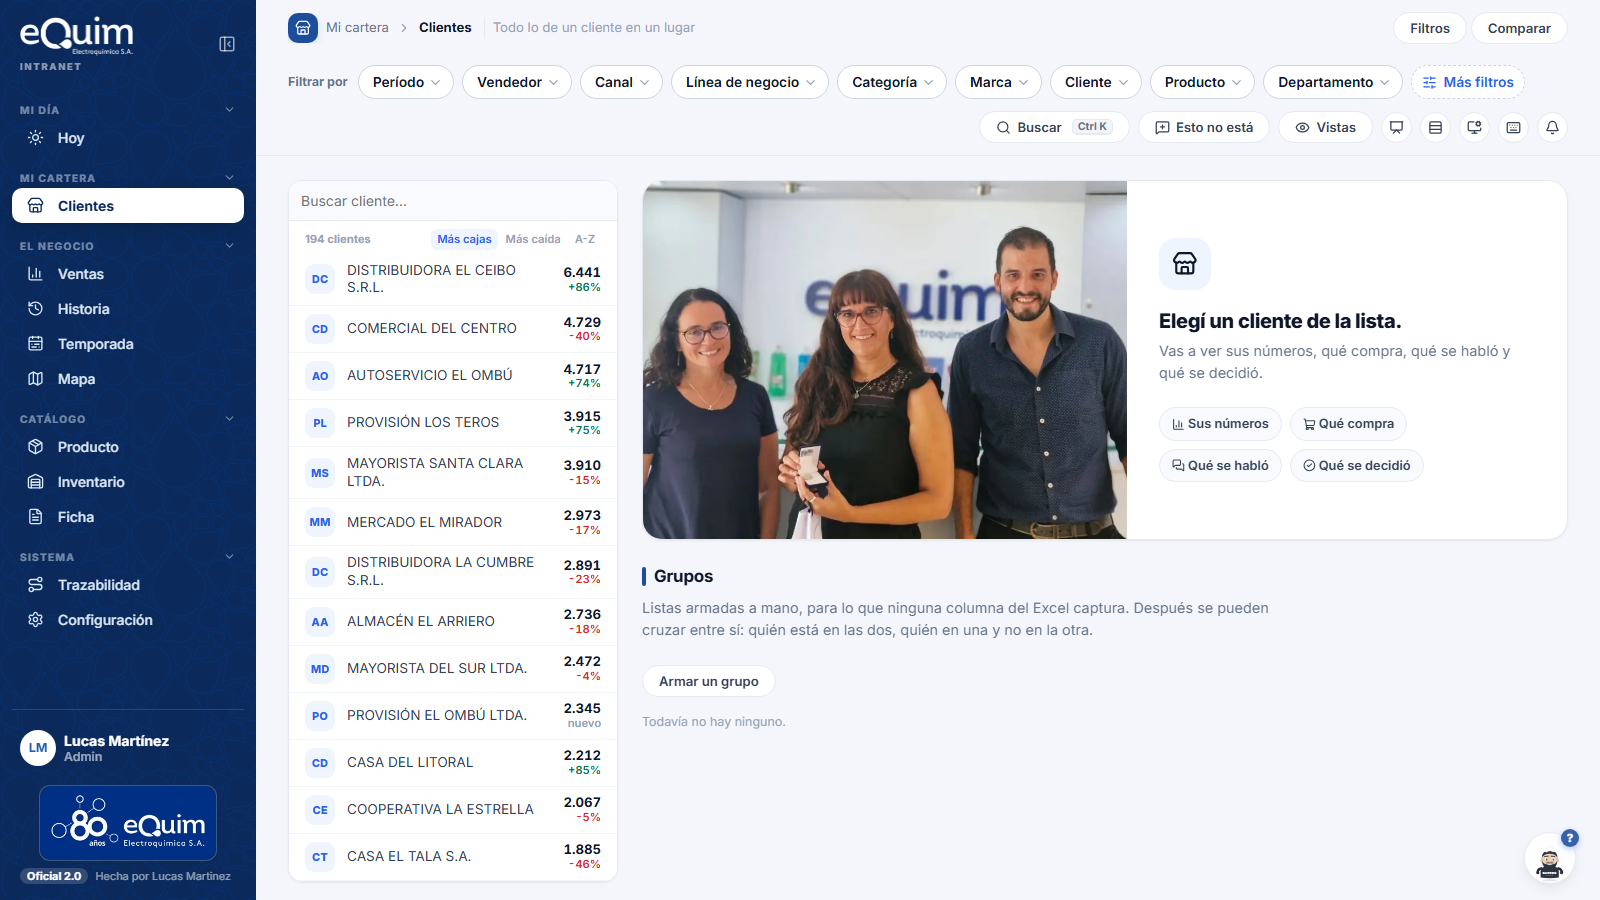 eQuim
Electroquímica S.A.
INTRANET
MI DÍA
Hoy
MI CARTERA
Clientes
EL NEGOCIO
Ventas
Historia
Temporada
Mapa
CATÁLOGO
Producto
Inventario
Ficha
SISTEMA
Trazabilidad
Configuración
LM
Lucas Martínez
Admin
80 años
eQuim
Electroquímica S.A.
Oficial 2.0 Hecha por Lucas Martinez
Mi cartera Clientes Todo lo de un cliente en un lugar
Filtros Comparar
Filtrar por Período Vendedor Canal Línea de negocio Categoría Marca Cliente Producto Departamento Más filtros
Buscar Ctrl K Esto no está Vistas
Buscar cliente...
194 clientes Más cajas Más caída A-Z
DC DISTRIBUIDORA EL CEIBO S.R.L. 6.441 +86%
CD COMERCIAL DEL CENTRO 4.729 -40%
AO AUTOSERVICIO EL OMBÚ 4.717 +74%
PL PROVISIÓN LOS TEROS 3.915 +75%
MS MAYORISTA SANTA CLARA LTDA. 3.910 -15%
MM MERCADO EL MIRADOR 2.973 -17%
DC DISTRIBUIDORA LA CUMBRE S.R.L. 2.891 -23%
AA ALMACÉN EL ARRIERO 2.736 -18%
MD MAYORISTA DEL SUR LTDA. 2.472 -4%
PO PROVISIÓN EL OMBÚ LTDA. 2.345 nuevo
CD CASA DEL LITORAL 2.212 +85%
CE COOPERATIVA LA ESTRELLA 2.067 -5%
CT CASA EL TALA S.A. 1.885 -46%
Elegí un cliente de la lista.
Vas a ver sus números, qué compra, qué se habló y
qué se decidió.
Sus números Qué compra
Qué se habló Qué se decidió
Grupos
Listas armadas a mano, para lo que ninguna columna del Excel captura. Después se pueden
cruzar entre sí: quién está en las dos, quién en una y no en la otra.
Armar un grupo
Todavía no hay ninguno.
?